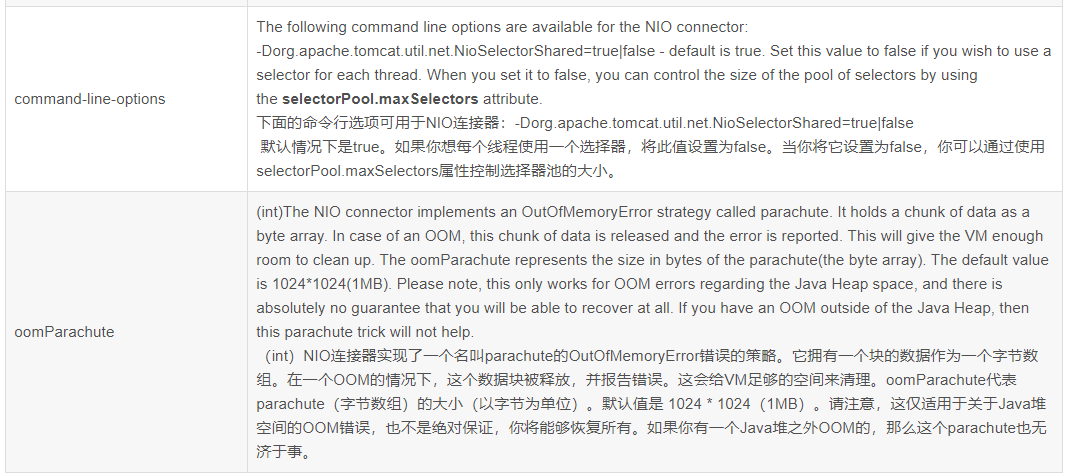 command-line-options
The following command line options are available for the NIO connector:
-Dorg.apache.tomcat.util.net.NioSelectorShared=true|false - default is true. Set this value to false if you wish to use a
selector for each thread. When you set it to false, you can control the size of the pool of selectors by using
the selectorPool.maxSelectors attribute.
下面的命令行选项可用于NIO连接器：-Dorg.apache.tomcat.util.net.NioSelectorShared=true|false
默认情况下是true。如果你想每个线程使用一个选择器，将此值设置为false。当你将它设置为false，你可以通过使用
selectorPool.maxSelectors属性控制选择器池的大小。
oomParachute
(int)The NIO connector implements an OutOfMemoryError strategy called parachute. It holds a chunk of data as a
byte array. In case of an OOM, this chunk of data is released and the error is reported. This will give the VM enough
room to clean up. The oomParachute represents the size in bytes of the parachute(the byte array). The default value
is 1024*1024(1MB). Please note, this only works for OOM errors regarding the Java Heap space, and there is
absolutely no guarantee that you will be able to recover at all. If you have an OOM outside of the Java Heap, then
this parachute trick will not help.
（int）NIO连接器实现了一个名叫parachute的OutOfMemoryError错误的策略。它拥有一个块的数据作为一个字节数
组。在一个OOM的情况下，这个数据块被释放，并报告错误。这会给VM足够的空间来清理。oomParachute代表
parachute（字节数组）的大小（以字节为单位）。默认值是 1024 * 1024（1MB）。请注意，这仅适用于关于Java堆
空间的OOM错误，也不是绝对保证，你将能够恢复所有。如果你有一个Java堆之外OOM的，那么这个parachute也无
济于事。